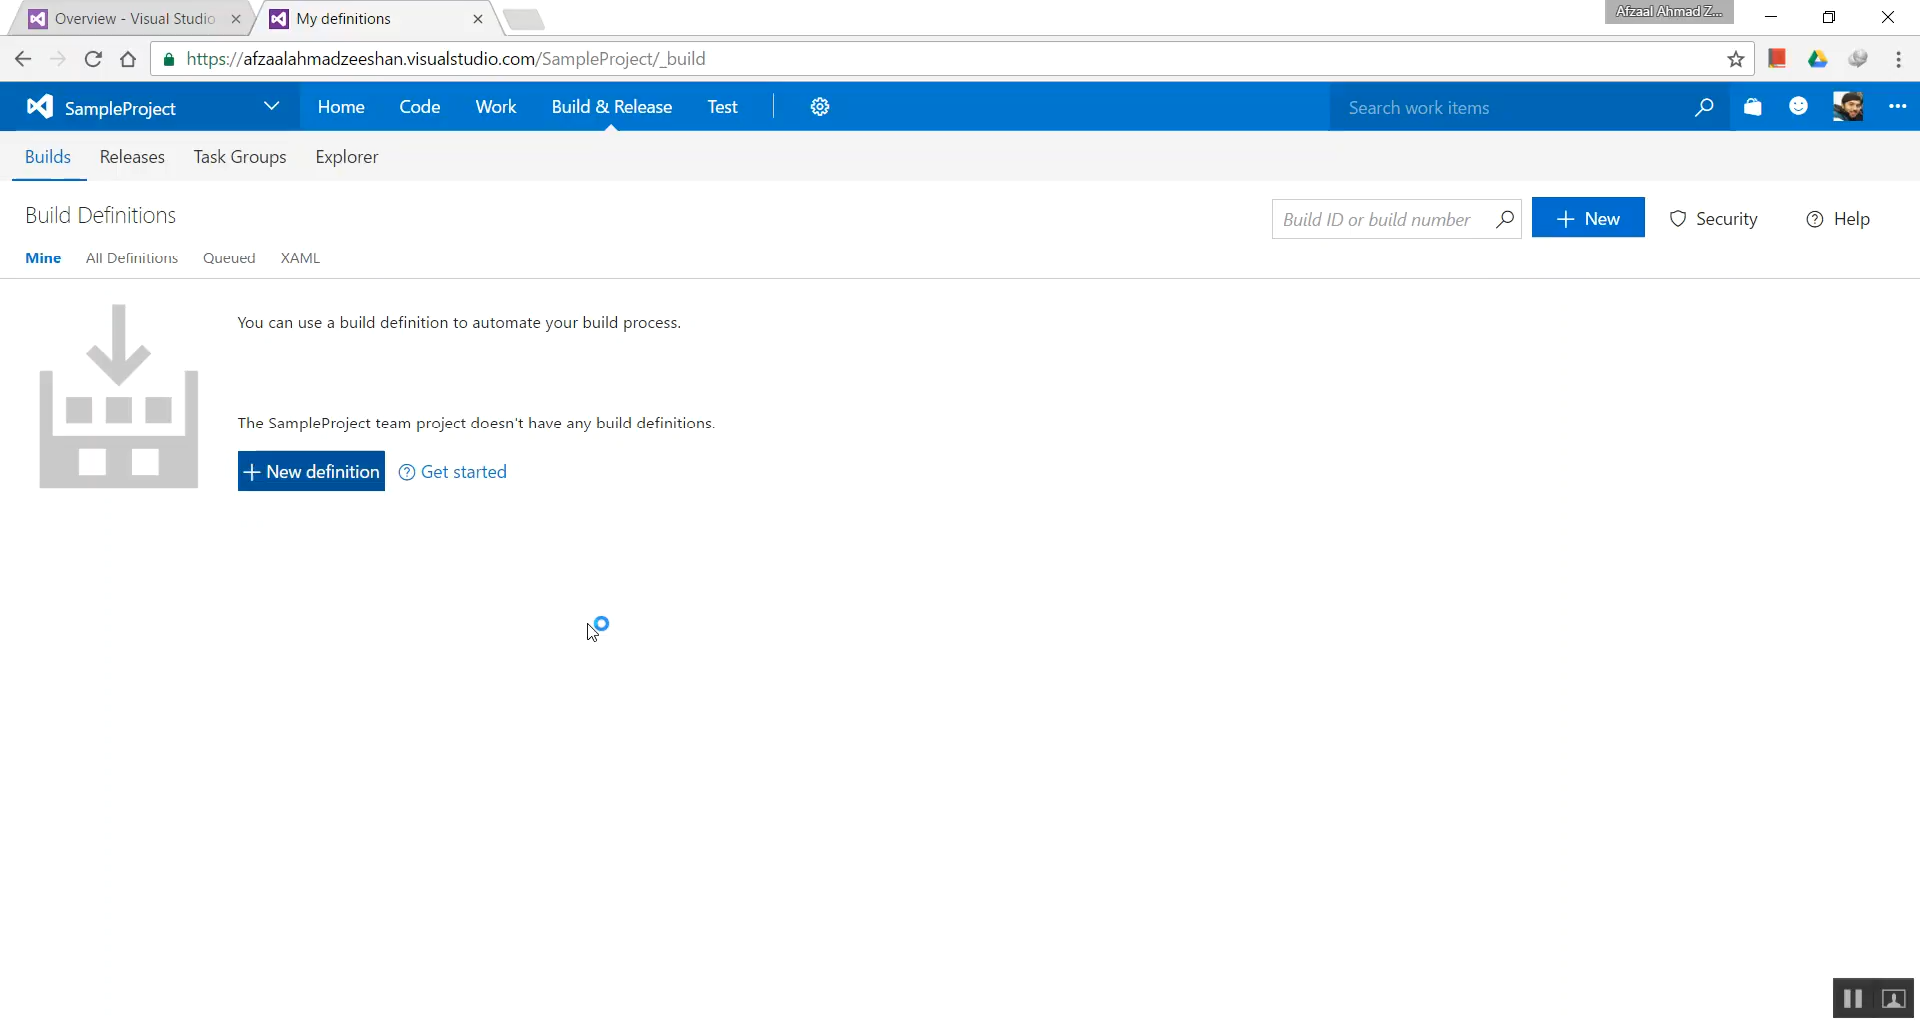 Overview - Visual Studio
My definitions
Afzaal Ahmad Z...
https://afzaalahmadzeeshan.visualstudio.com/SampleProject/_build
SampleProject
Home
Code
Work
Build & Release
Test
Search work items
Builds
Releases
Task Groups
Explorer
Build Definitions
Build ID or build number
New
Security
Help
Mine
All Definitions
Queued
XAML
You can use a build definition to automate your build process.
The SampleProject team project doesn't have any build definitions.
New definition
Get started